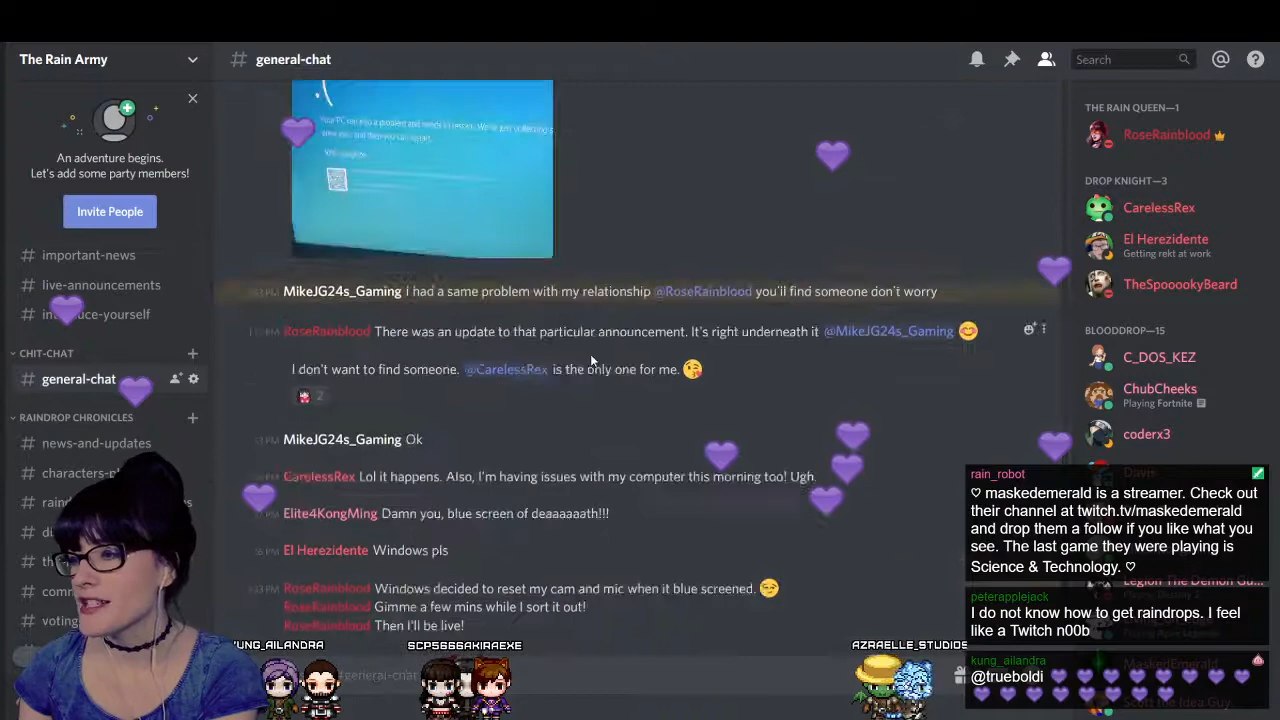 The Rain Army
# general-chat
Search
An adventure begins.
Let's add some party members!
Invite People
# important-news
# live-announcements
CHIT-CHAT
# general-chat
RAINDROP CHRONICLES
# news-and-updates
MikeJG24s_Gaming I had a same problem with my relationship @RoseRainblood you'll find someone don't worry
RoseRainblood There was an update to that particular announcement. It's right underneath it @MikeJG24s_Gaming
I don't want to find someone. @CarelessRex is the only one for me.
2
MikeJG24s_Gaming Ok
CarelessRex Lol it happens. Also, I'm having issues with my computer this morning too! Ugh.
Elite4KongMing Damn you, blue screen of deaaaaaath!!!
El Herezidente Windows pls
RoseRainblood Windows decided to reset my cam and mic when it blue screened.
RoseRainblood Gimme a few mins while I sort it out!
RoseRainblood Then I'll be live!
#general-chat
THE RAIN QUEEN—1
RoseRainblood
DROP KNIGHT—3
CarelessRex
El Herezidente
Getting rekt at work
TheSpooookyBeard
BLOODDROP—15
C_DOS_KEZ
ChubCheeks
Playing Fortnite
coderx3
Davis
rain_robot
♡ maskedemerald is a streamer. Check out
their channel at twitch.tv/maskedemerald
and drop them a follow if you like what you
see. The last game they were playing is
Science & Technology. ♡
peterapplejack
I do not know how to get raindrops. I feel
like a Twitch n00b
kung_ailandra
@trueboldi
KUNG_AILANDRA
SCP5666AKIRAEXE
AZRAELLE_STUDIOS